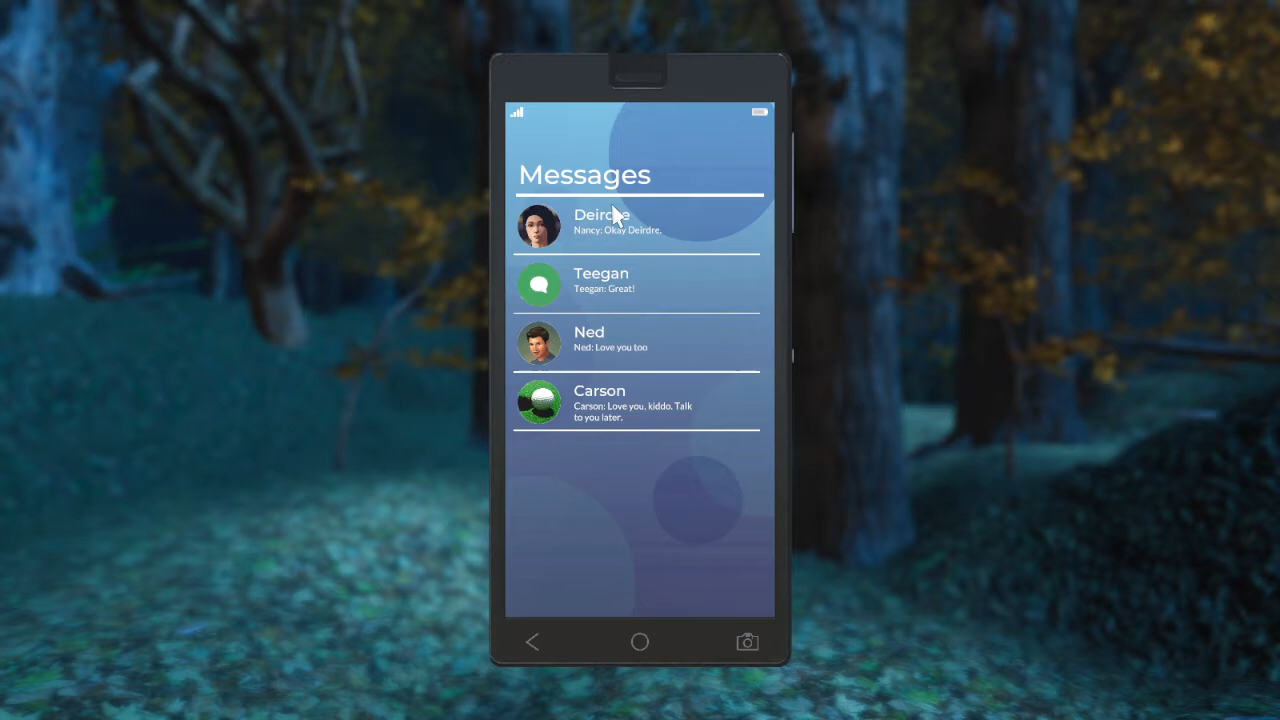 Messages
Deirdre
Nancy: Okay Deirdre.
Teegan
Teegan: Great!
Ned
Ned: Love you too
Carson
Carson: Love you, kiddo. Talk
to you later.